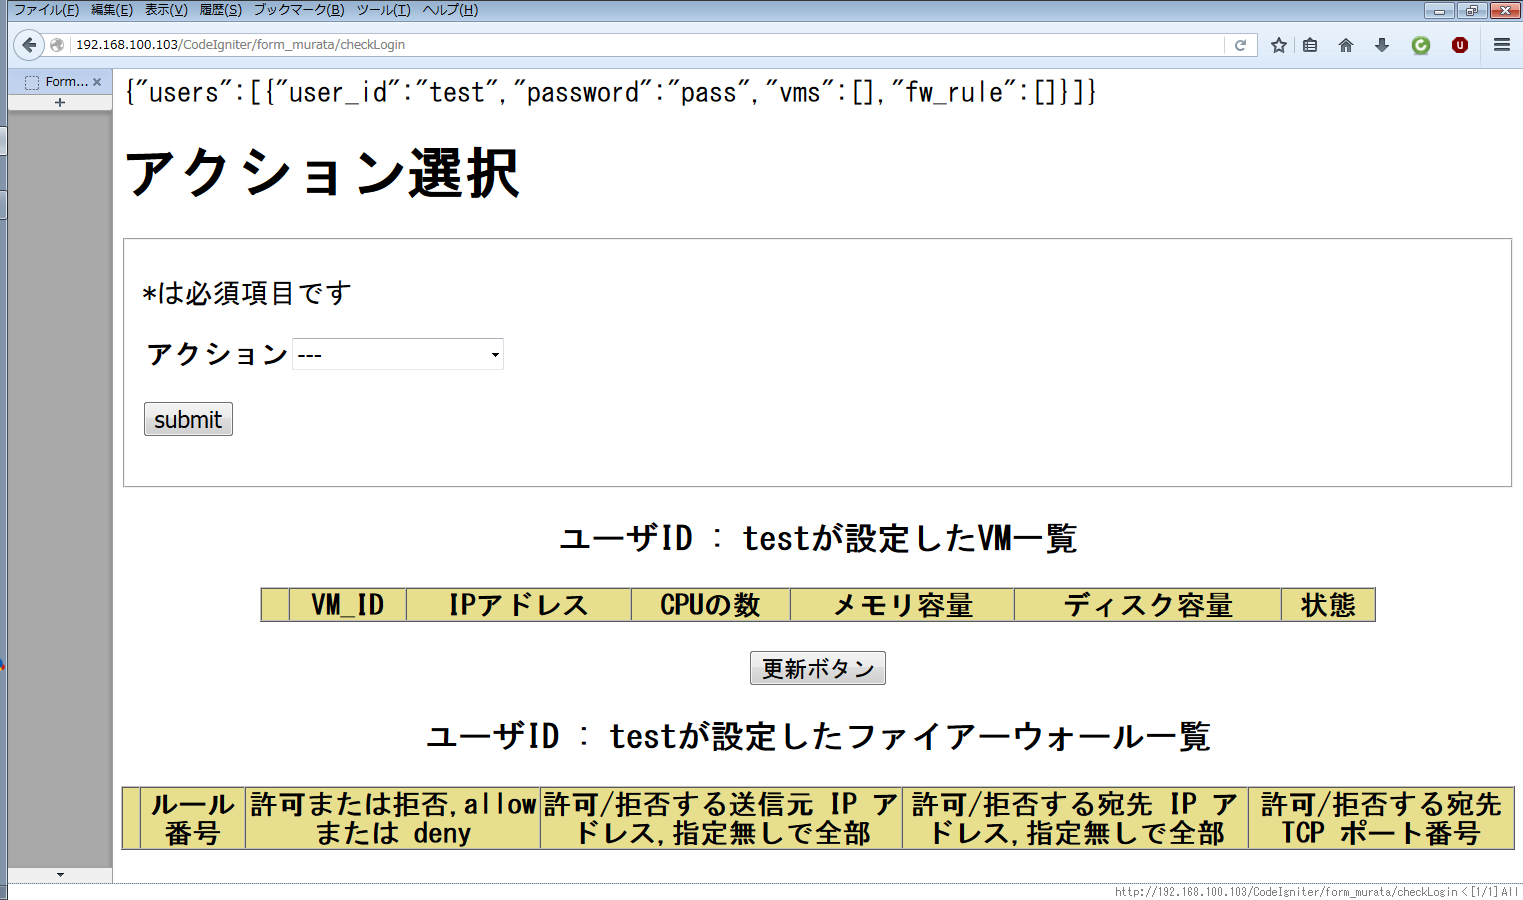 ファイル(F) 編集(E) 表示(V) 履歴(S) ブックマーク(B) ツール(T) ヘルプ(H)
192.168.100.103/CodeIgniter/form_murata/checkLogin
Form...
{"users":[{"user_id":"test","password":"pass","vms":[],"fw_rule":[]}]}
アクション選択
*は必須項目です
アクション ---
submit
ユーザID : testが設定したVM一覧
VM_ID IPアドレス CPUの数 メモリ容量 ディスク容量 状態
更新ボタン
ユーザID : testが設定したファイアーウォール一覧
ルール 許可または拒否,allow 許可/拒否する送信元 IP ア 許可/拒否する宛先 IP ア 許可/拒否する宛先
番号 または deny ドレス,指定無しで全部 ドレス,指定無しで全部 TCP ポート番号
http://192.168.100.103/CodeIgniter/form_murata/checkLogin < [1/1] All